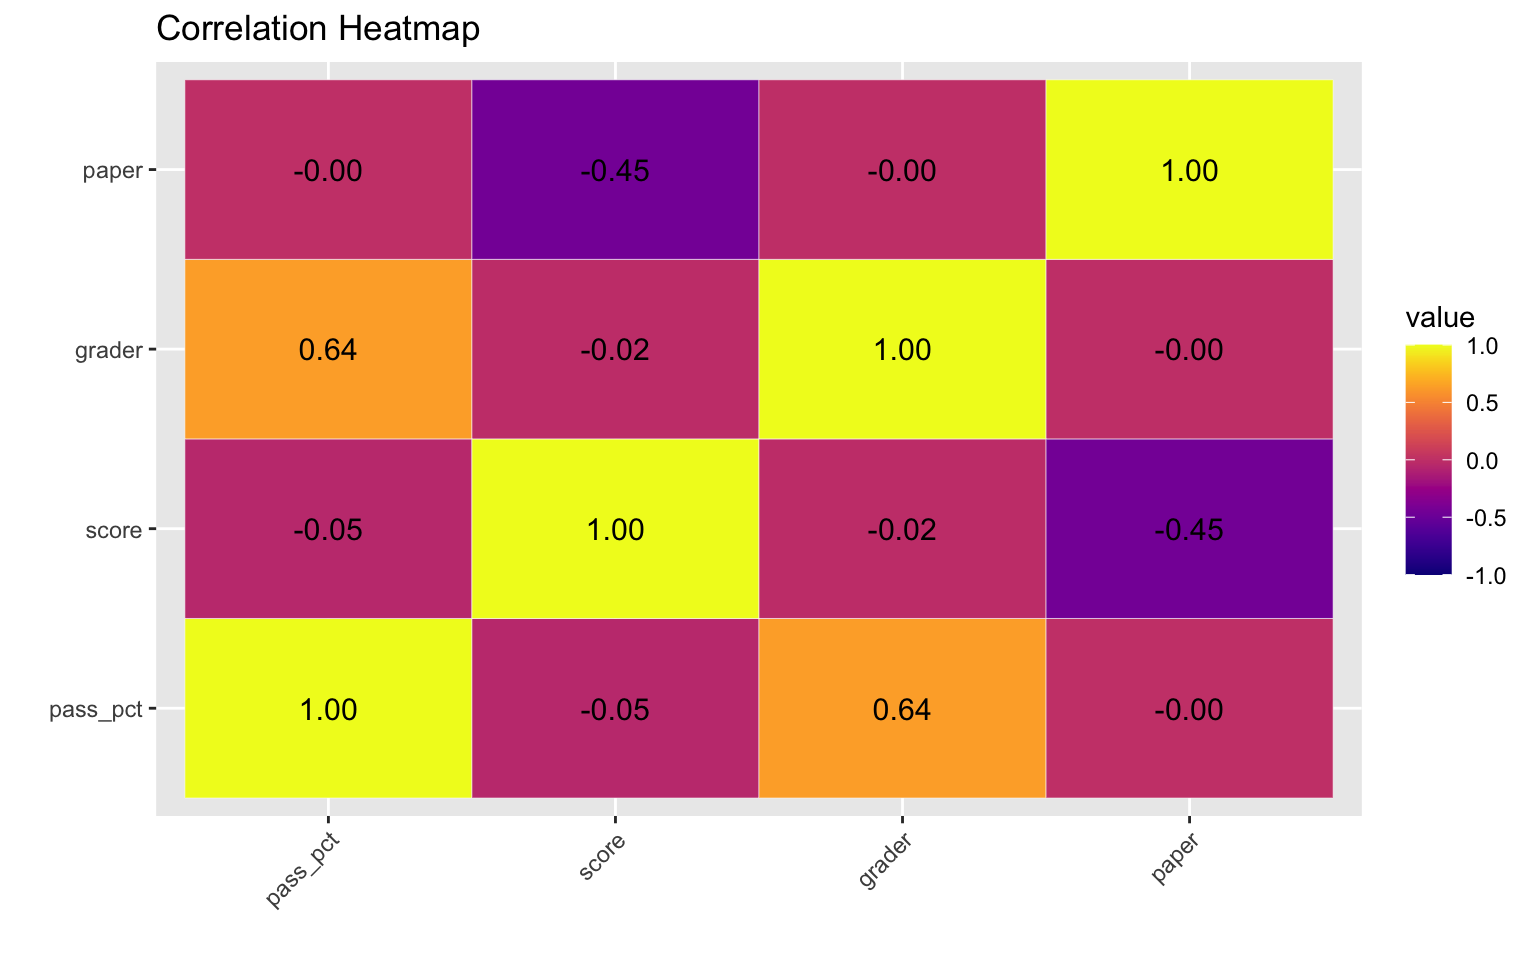 Correlation Heatmap
paper -0.00 -0.45 -0.00 1.00
grader 0.64 -0.02 1.00 -0.00
score -0.05 1.00 -0.02 -0.45
pass_pct 1.00 -0.05 0.64 -0.00
pass_pct score grader paper
value
1.0
0.5
0.0
-0.5
-1.0